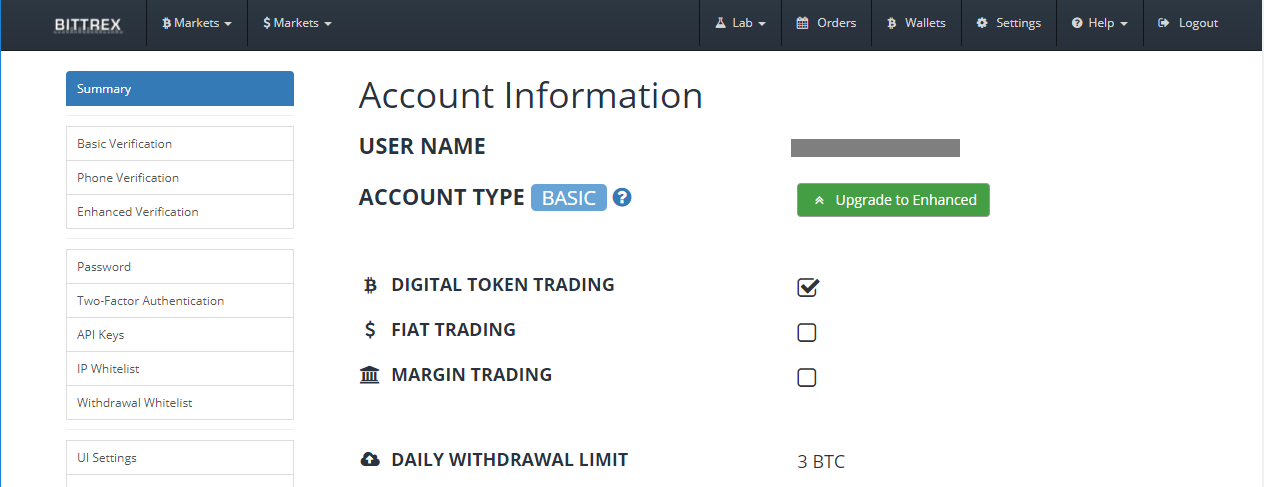 BITTREX Markets $ Markets Lab Orders Wallets Settings Help Logout
Summary
Basic Verification
Phone Verification
Enhanced Verification
Password
Two-Factor Authentication
API Keys
IP Whitelist
Withdrawal Whitelist
UI Settings
Account Information
USER NAME
ACCOUNT TYPE BASIC ? Upgrade to Enhanced
DIGITAL TOKEN TRADING
$ FIAT TRADING
MARGIN TRADING
DAILY WITHDRAWAL LIMIT 3 BTC